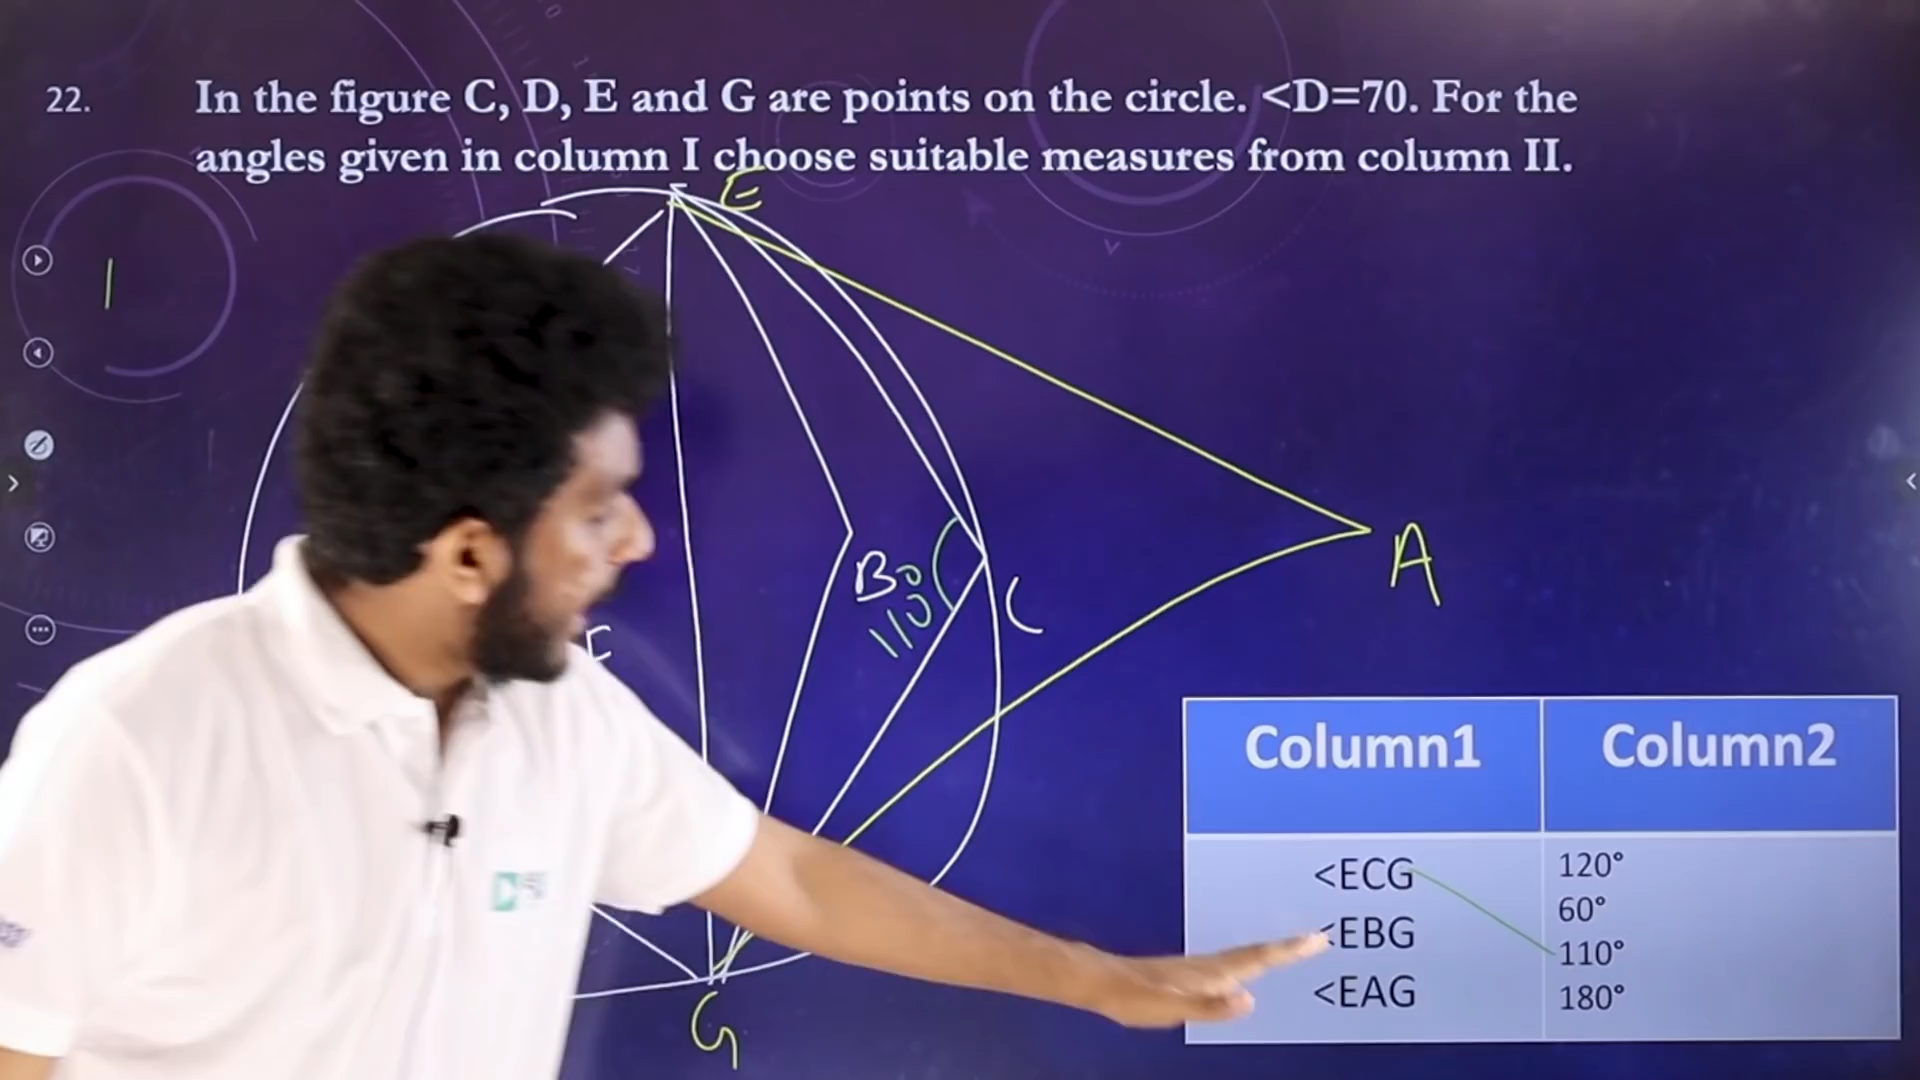 22.
In the figure C, D, E and G are points on the circle. <D=70. For the
angles given in column I choose suitable measures from column II.
E
A
B
110°
C
G
Column1 Column2
<ECG 120°
60°
<EBG
110°
<EAG 180°